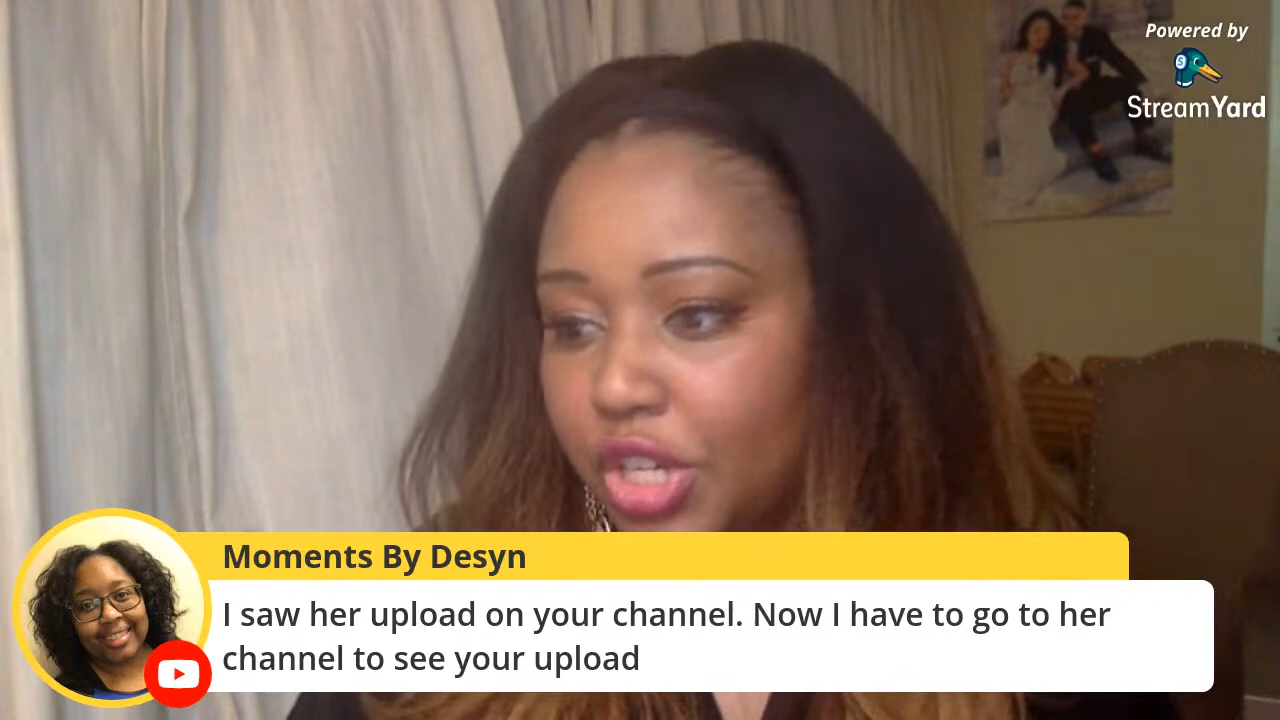 Powered by
StreamYard
Moments By Desyn
I saw her upload on your channel. Now I have to go to her
channel to see your upload